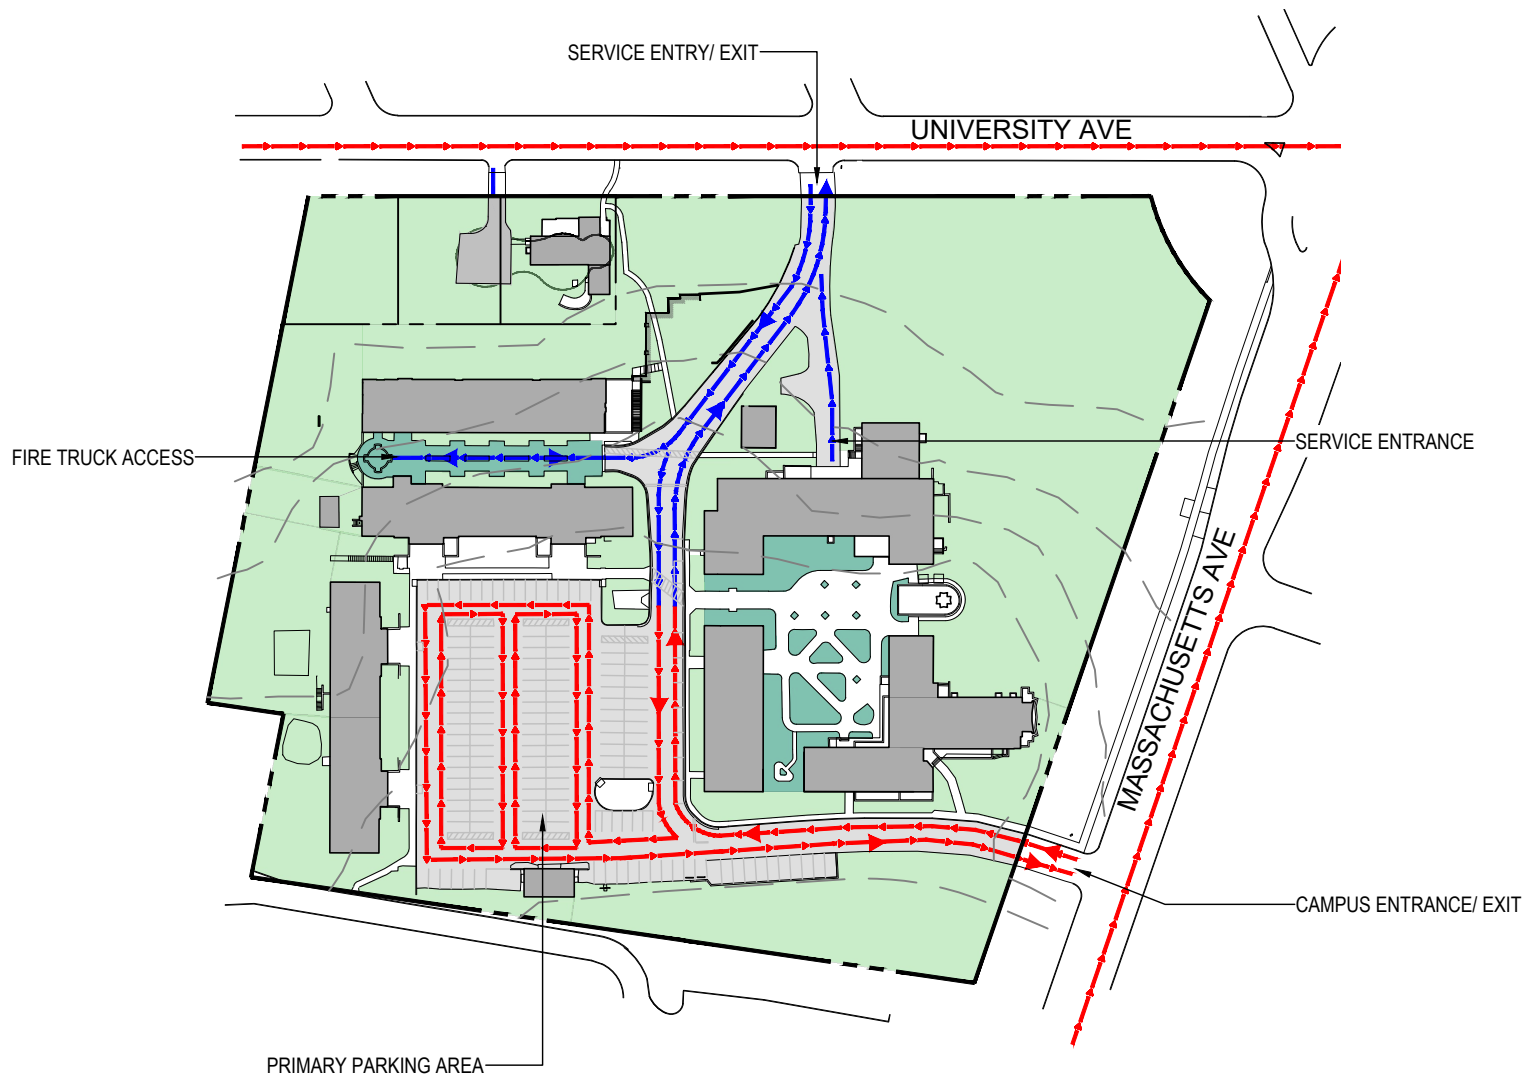 SERVICE ENTRY/ EXIT
UNIVERSITY AVE
FIRE TRUCK ACCESS
SERVICE ENTRANCE
MASSACHUSETTS AVE
CAMPUS ENTRANCE/ EXIT
PRIMARY PARKING AREA